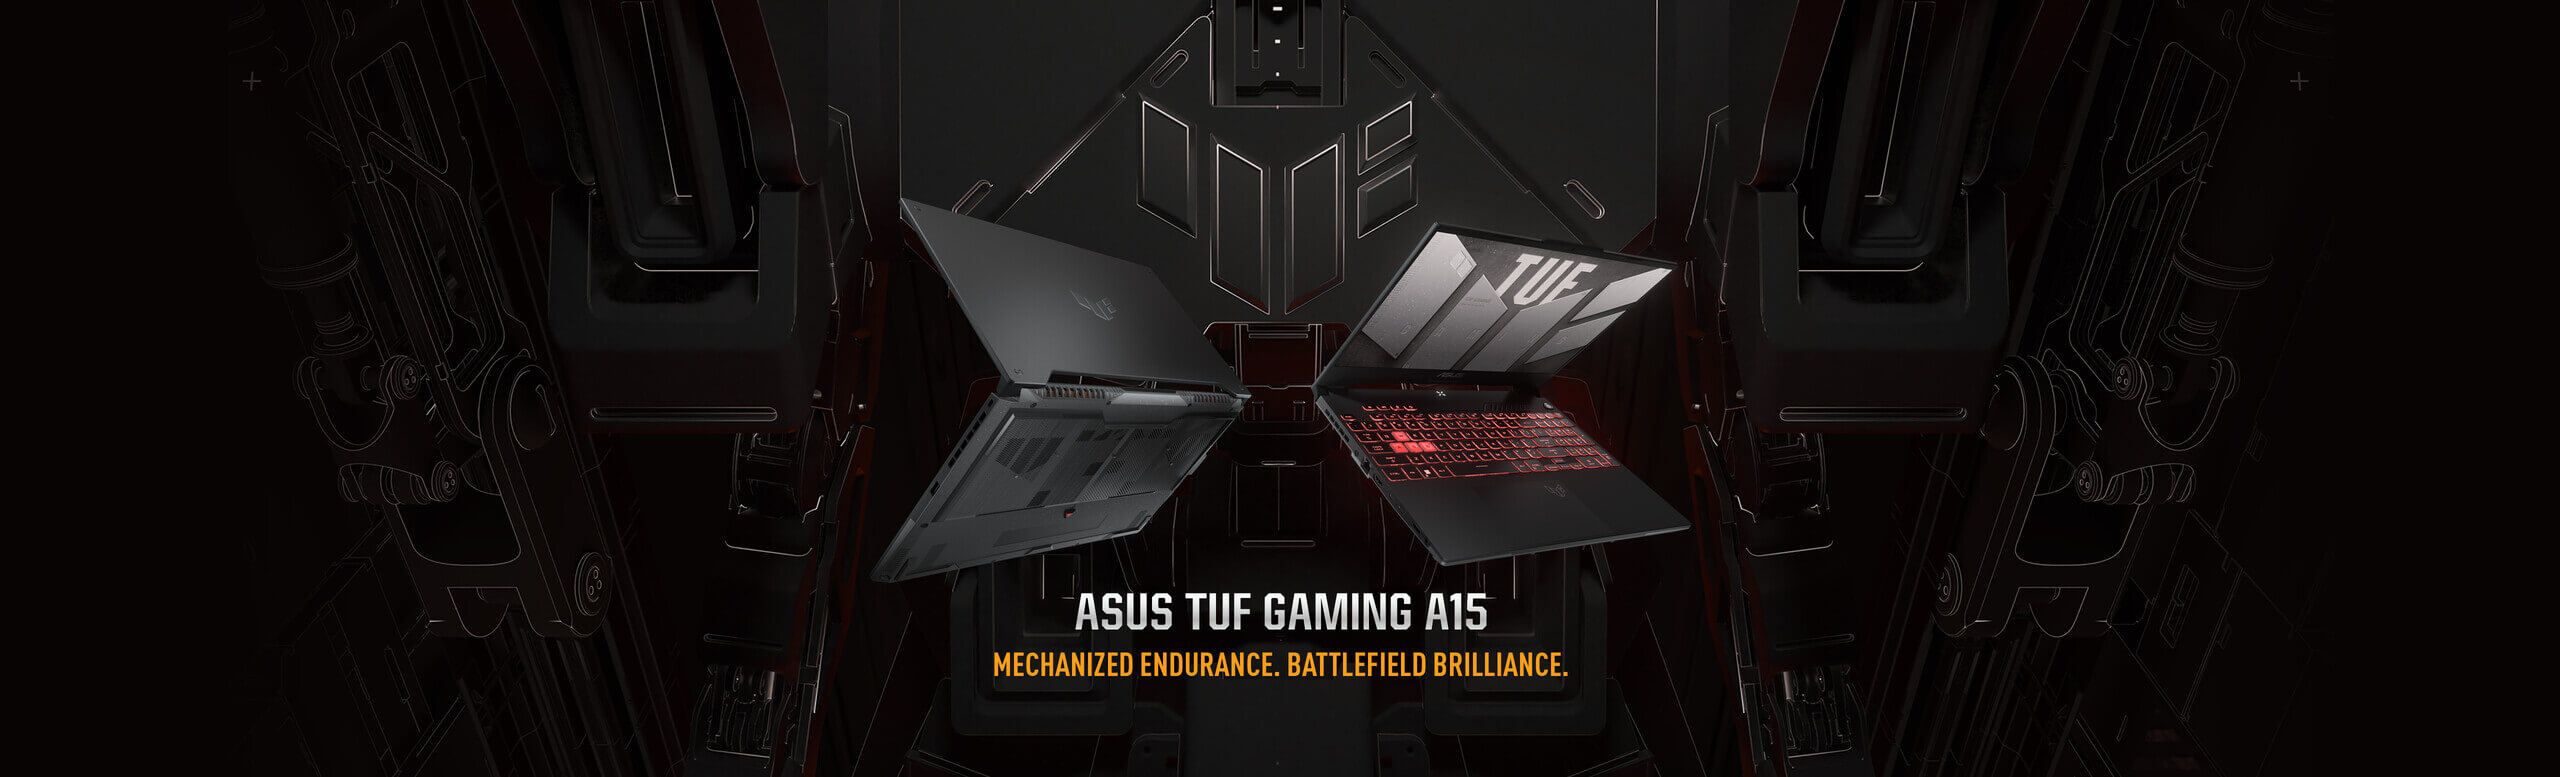 TUF
ASUS TUF GAMING A15
MECHANIZED ENDURANCE. BATTLEFIELD BRILLIANCE.